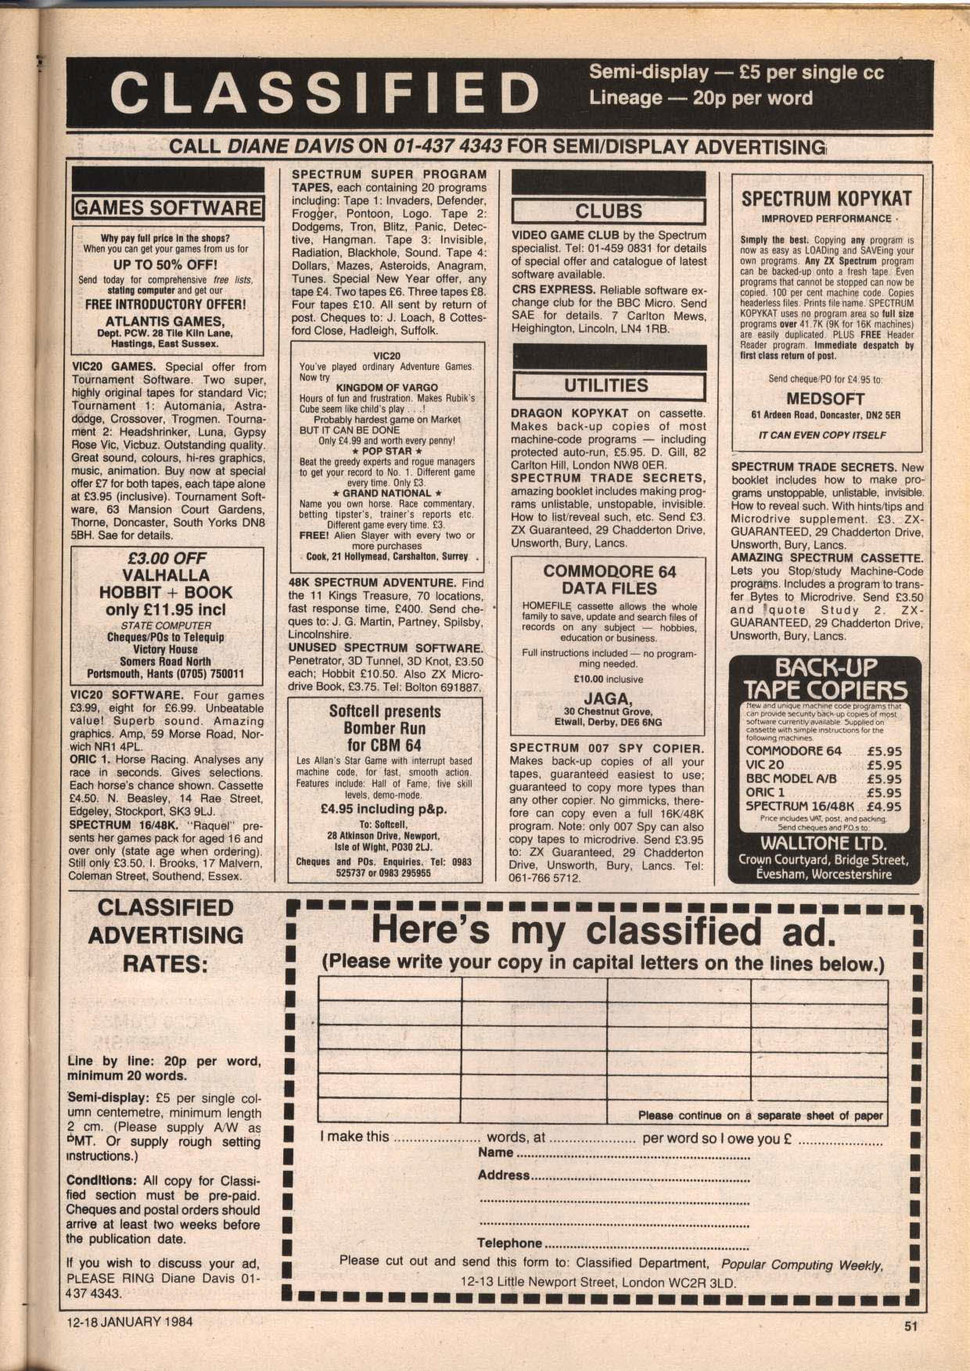 CLASSIFIED
Semi-display — £5 per single cc
Lineage — 20p per word
CALL DIANE DAVIS ON 01-437 4343 FOR SEMI/DISPLAY ADVERTISING
GAMES SOFTWARE
Why pay full price in the shops?
When you can get your games from us for
UP TO 50% OFF!
Send today for comprehensive free lists,
stating computer and get our
FREE INTRODUCTORY OFFER!
ATLANTIS GAMES,
Dept. PCW. 28 Tile Kiln Lane,
Hastings, East Sussex.
VIC20 GAMES. Special offer from
Tournament Software. Two super,
highly original tapes for standard Vic;
Tournament 1: Automania, Astra-
dodge, Crossover, Trogmen. Tourna-
ment 2: Headshrinker, Luna, Gypsy
Rose Vic, Vicbuz. Outstanding quality.
Great sound, colours, hi-res graphics,
music, animation. Buy now at special
offer £7 for both tapes, each tape alone
at £3.95 (inclusive). Tournament Soft-
ware, 63 Mansion Court Gardens,
Thorne, Doncaster, South Yorks DN8
5BH. Sae for details.
£3.00 OFF
VALHALLA
HOBBIT + BOOK
only £11.95 incl
STATE COMPUTER
Cheques/POs to Telequip
Victory House
Somers Road North
Portsmouth, Hants (0705) 750011
VIC20 SOFTWARE. Four games
£3.99, eight for £6.99. Unbeatable
value! Superb sound. Amazing
graphics. Amp, 59 Morse Road, Nor-
wich NR1 4PL.
ORIC 1. Horse Racing. Analyses any
race in seconds. Gives selections.
Each horse's chance shown. Cassette
£4.50. N. Beasley, 14 Rae Street,
Edgeley, Stockport, SK3 9LJ.
SPECTRUM 16/48K. "Raquel" pre-
sents her games pack for aged 16 and
over only (state age when ordering).
Still only £3.50. I. Brooks, 17 Malvern,
Coleman Street, Southend, Essex.
SPECTRUM SUPER PROGRAM
TAPES, each containing 20 programs
including: Tape 1: Invaders, Defender,
Frogger, Pontoon, Logo. Tape 2:
Dodgems, Tron, Blitz, Panic, Detec-
tive, Hangman. Tape 3: Invisible,
Radiation, Blackhole, Sound. Tape 4:
Dollars, Mazes, Asteroids, Anagram,
Tunes. Special New Year offer, any
tape £4. Two tapes £6. Three tapes £8.
Four tapes £10. All sent by return of
post. Cheques to: J. Loach, 8 Cottes-
ford Close, Hadleigh, Suffolk.
VIC20
You've played ordinary Adventure Games.
Now try
KINGDOM OF VARGO
Hours of fun and frustration. Makes Rubik's
Cube seem like child's play . . .!
Probably hardest game on Market
BUT IT CAN BE DONE
Only £4.99 and worth every penny!
★ POP STAR ★
Beat the greedy experts and rogue managers
to get your record to No. 1. Different game
every time. Only £3.
★ GRAND NATIONAL ★
Name you own horse. Race commentary,
betting tipster's, trainer's reports etc.
Different game every time. £3.
FREE! Alien Slayer with every two or
more purchases
Cook, 21 Hollymead, Carshalton, Surrey .
48K SPECTRUM ADVENTURE. Find
the 11 Kings Treasure, 70 locations,
fast response time, £400. Send che-
ques to: J. G. Martin, Partney, Spilsby,
Lincolnshire.
UNUSED SPECTRUM SOFTWARE.
Penetrator, 3D Tunnel, 3D Knot, £3.50
each; Hobbit £10.50. Also ZX Micro-
drive Book, £3.75. Tel: Bolton 691887.
Softcell presents
Bomber Run
for CBM 64
Les Allan's Star Game with interrupt based
machine code, for fast, smooth action.
Features include: Hall of Fame, five skill
levels, demo-mode.
£4.95 including p&p.
To: Softcell,
28 Atkinson Drive, Newport,
Isle of Wight, PO30 2LJ.
Cheques and POs. Enquiries. Tel: 0983
525737 or 0983 295955
CLUBS
VIDEO GAME CLUB by the Spectrum
specialist. Tel: 01-459 0831 for details
of special offer and catalogue of latest
software available.
CRS EXPRESS. Reliable software ex-
change club for the BBC Micro. Send
SAE for details. 7 Carlton Mews,
Heighington, Lincoln, LN4 1RB.
UTILITIES
DRAGON KOPYKAT on cassette.
Makes back-up copies of most
machine-code programs — including
protected auto-run, £5.95. D. Gill, 82
Carlton Hill, London NW8 0ER.
SPECTRUM TRADE SECRETS,
amazing booklet includes making prog-
rams unlistable, unstopable, invisible.
How to list/reveal such, etc. Send £3.
ZX Guaranteed, 29 Chadderton Drive,
Unsworth, Bury, Lancs.
COMMODORE 64
DATA FILES
HOMEFILE cassette allows the whole
family to save, update and search files of
records on any subject — hobbies,
education or business.
Full instructions included — no program-
ming needed.
£10.00 inclusive
JAGA,
30 Chestnut Grove,
Etwall, Derby, DE6 6NG
SPECTRUM 007 SPY COPIER.
Makes back-up copies of all your
tapes, guaranteed easiest to use;
guaranteed to copy more types than
any other copier. No gimmicks, there-
fore can copy even a full 16K/48K
program. Note: only 007 Spy can also
copy tapes to microdrive. Send £3.95
to: ZX Guaranteed, 29 Chadderton
Drive, Unsworth, Bury, Lancs. Tel:
061-766 5712.
SPECTRUM KOPYKAT
IMPROVED PERFORMANCE
Simply the best. Copying any program is
now as easy as LOADing and SAVEing your
own programs. Any ZX Spectrum program
can be backed-up onto a fresh tape. Even
programs that cannot be stopped can now be
copied. 100 per cent machine code. Copies
headerless files. Prints file name. SPECTRUM
KOPYKAT uses no program area so full size
programs over 41.7K (9K for 16K machines)
are easily duplicated. PLUS FREE Header
Reader program. Immediate despatch by
first class return of post.
Send cheque/PO for £4.95 to:
MEDSOFT
61 Ardeen Road, Doncaster, DN2 5ER
IT CAN EVEN COPY ITSELF
SPECTRUM TRADE SECRETS. New
booklet includes how to make pro-
grams unstoppable, unlistable, invisible.
How to reveal such. With hints/tips and
Microdrive supplement. £3. ZX-
GUARANTEED, 29 Chadderton Drive,
Unsworth, Bury, Lancs.
AMAZING SPECTRUM CASSETTE.
Lets you Stop/study Machine-Code
programs. Includes a program to trans-
fer Bytes to Microdrive. Send £3.50
and quote Study 2. ZX-
GUARANTEED, 29 Chadderton Drive,
Unsworth, Bury, Lancs.
BACK-UP
TAPE COPIERS
New and unique machine code programs that
can provide security back-up copies of most
software currently available. Supplied on
cassette with simple instructions for the
following machines.
COMMODORE 64 £5.95
VIC 20 £5.95
BBC MODEL A/B £5.95
ORIC 1 £5.95
SPECTRUM 16/48K £4.95
Price includes VAT, post, and packing.
Send cheques and P.O.s to:
WALLTONE LTD.
Crown Courtyard, Bridge Street,
Evesham, Worcestershire
CLASSIFIED
ADVERTISING
RATES:
Line by line: 20p per word,
minimum 20 words.
Semi-display: £5 per single col-
umn centemetre, minimum length
2 cm. (Please supply A/W as
PMT. Or supply rough setting
instructions.)
Conditions: All copy for Classi-
fied section must be pre-paid.
Cheques and postal orders should
arrive at least two weeks before
the publication date.
If you wish to discuss your ad,
PLEASE RING Diane Davis 01-
437 4343.
Here's my classified ad.
(Please write your copy in capital letters on the lines below.)
Please continue on a separate sheet of paper
I make this ........................ words, at ........................ per word so I owe you £ ........................
Name ........................
Address........................
Telephone........................
Please cut out and send this form to: Classified Department, Popular Computing Weekly,
12-13 Little Newport Street, London WC2R 3LD.
12-18 JANUARY 1984
51